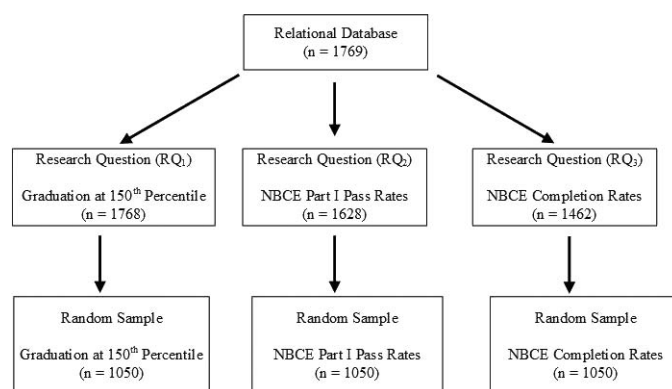 Relational Database
(n = 1769)
Research Question (RQ₁)
Graduation at 150ᵗʰ Percentile
(n = 1768)
Research Question (RQ₂)
NBCE Part I Pass Rates
(n = 1628)
Research Question (RQ₃)
NBCE Completion Rates
(n = 1462)
Random Sample
Graduation at 150ᵗʰ Percentile
(n = 1050)
Random Sample
NBCE Part I Pass Rates
(n = 1050)
Random Sample
NBCE Completion Rates
(n = 1050)